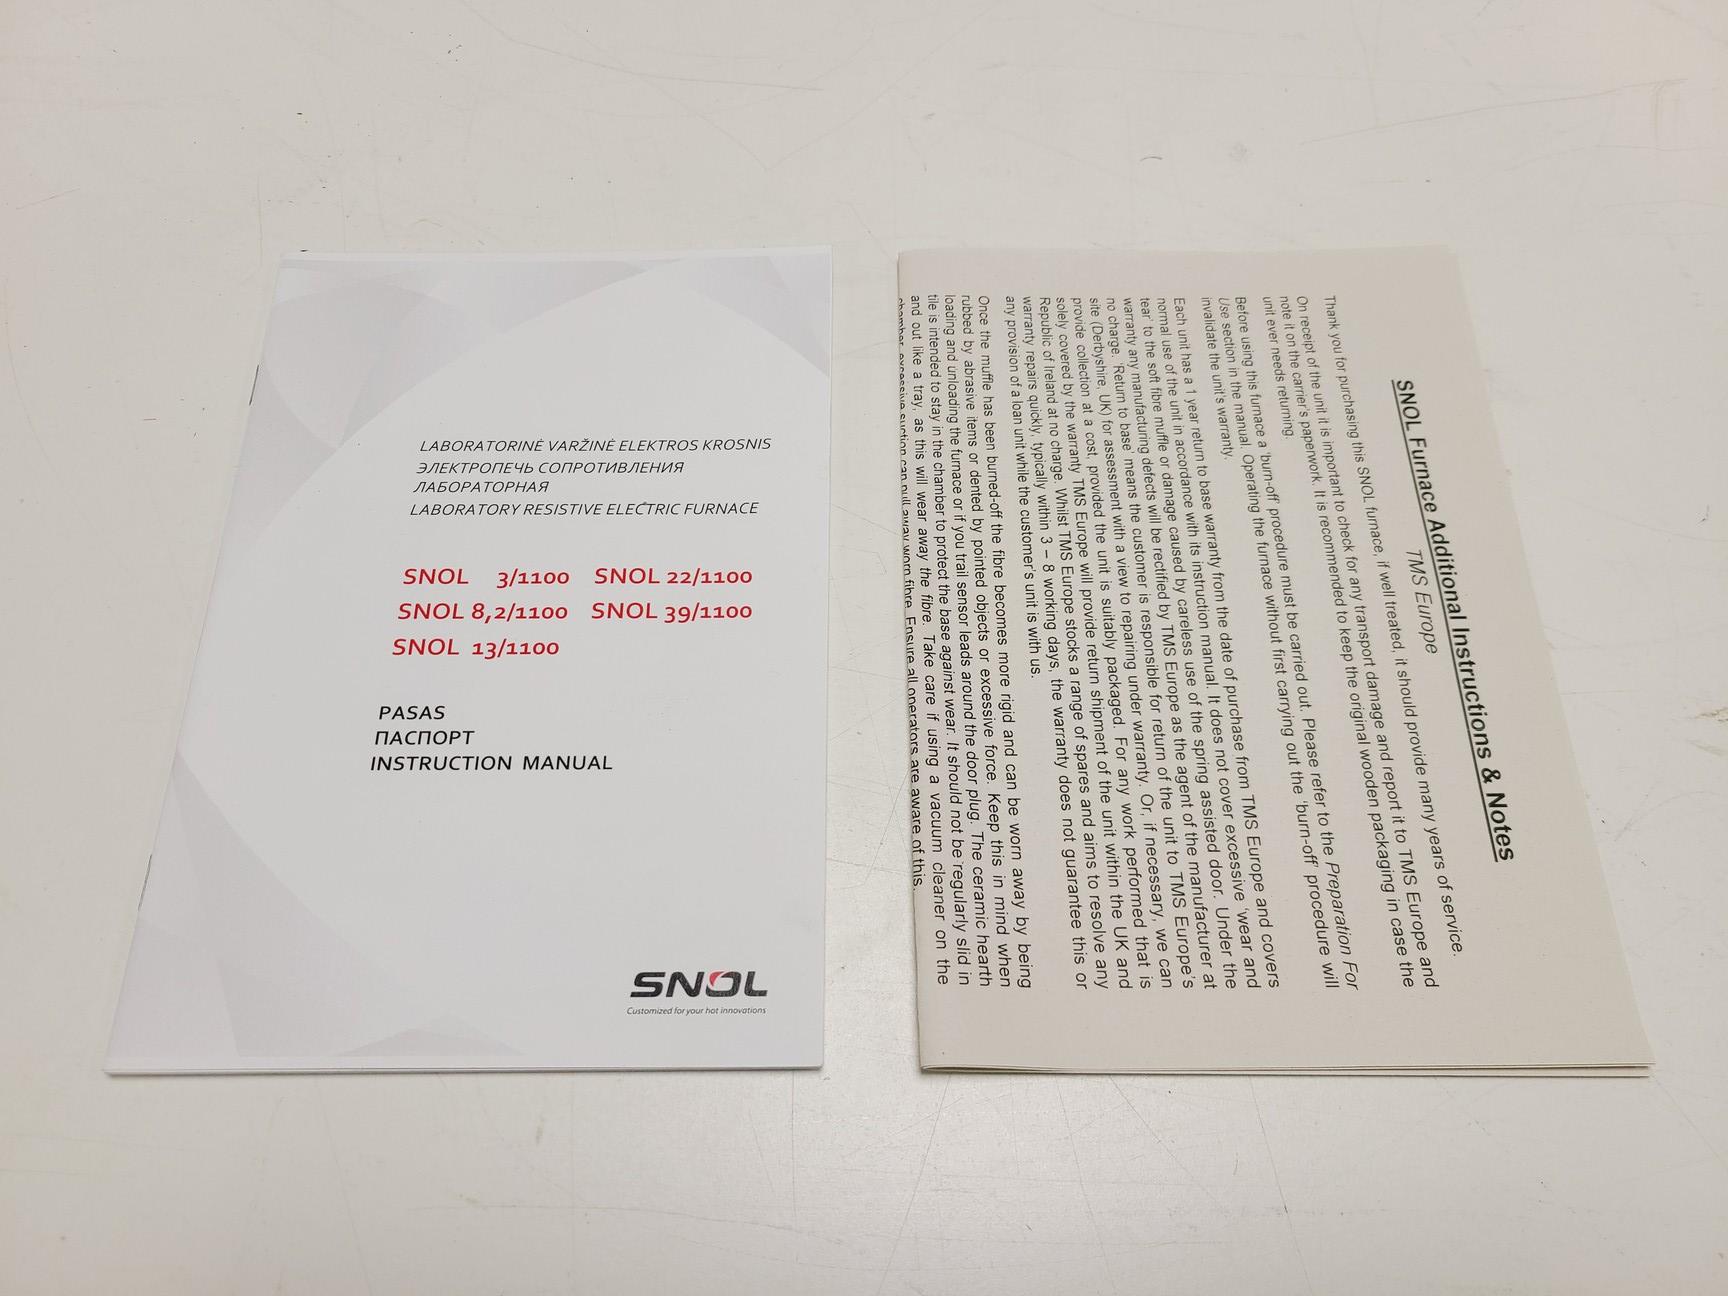 LABORATORINĖ VARŽINĖ ELEKTROS KROSNIS
ЭЛЕКТРОПЕЧЬ СОПРОТИВЛЕНИЯ
ЛАБОРАТОРНАЯ
LABORATORY RESISTIVE ELECTRIC FURNACE
SNOL 3/1100 SNOL 22/1100
SNOL 8,2/1100 SNOL 39/1100
SNOL 13/1100
PASAS
ПАСПОРТ
INSTRUCTION MANUAL
SNOL
Customized for your hot innovations
SNOL Furnace Additional Instructions & Notes
TMS Europe
Thank you for purchasing this SNOL furnace, if well treated, it should provide many years of service.
On receipt of the unit it is important to check for any transport damage and report it to TMS Europe and
note it on the carrier's paperwork. It is recommended to keep the original wooden packaging in case the
unit ever needs returning.
Before using this furnace a 'burn-off' procedure must be carried out. Please refer to the Preparation For
Use section in the manual. Operating the furnace without first carrying out the 'burn-off' procedure will
invalidate the unit's warranty.
Each unit has a 1 year return to base warranty from the date of purchase from TMS Europe and covers
normal use of the unit in accordance with its instruction manual. It does not cover excessive 'wear and
tear' to the soft fibre muffle or damage caused by careless use of the spring assisted door. Under the
warranty any manufacturing defects will be rectified by TMS Europe as the agent of the manufacturer at
no charge. 'Return to base' means the customer is responsible for return of the unit to TMS Europe's
site (Derbyshire, UK) for assessment with a view to repairing under warranty. Or, if necessary, we can
provide collection at a cost, provided the unit is suitably packaged. For any work performed that is
solely covered by the warranty TMS Europe will provide return shipment of the unit within the UK and
Republic of Ireland at no charge. Whilst TMS Europe stocks a range of spares and aims to resolve any
warranty repairs quickly, typically within 3 – 8 working days, the warranty does not guarantee this or
any provision of a loan unit while the customer's unit is with us.
Once the muffle has been burned-off the fibre becomes more rigid and can be worn away by being
rubbed by abrasive items or dented by pointed objects or excessive force. Keep this in mind when
loading and unloading the furnace or if you trail sensor leads around the door plug. The ceramic hearth
tile is intended to stay in the chamber to protect the base against wear. It should not be regularly slid in
and out like a tray, as this will wear away the fibre. Take care if using a vacuum cleaner on the
chamber, excessive suction can pull away worn fibre. Ensure all operators are aware of this.